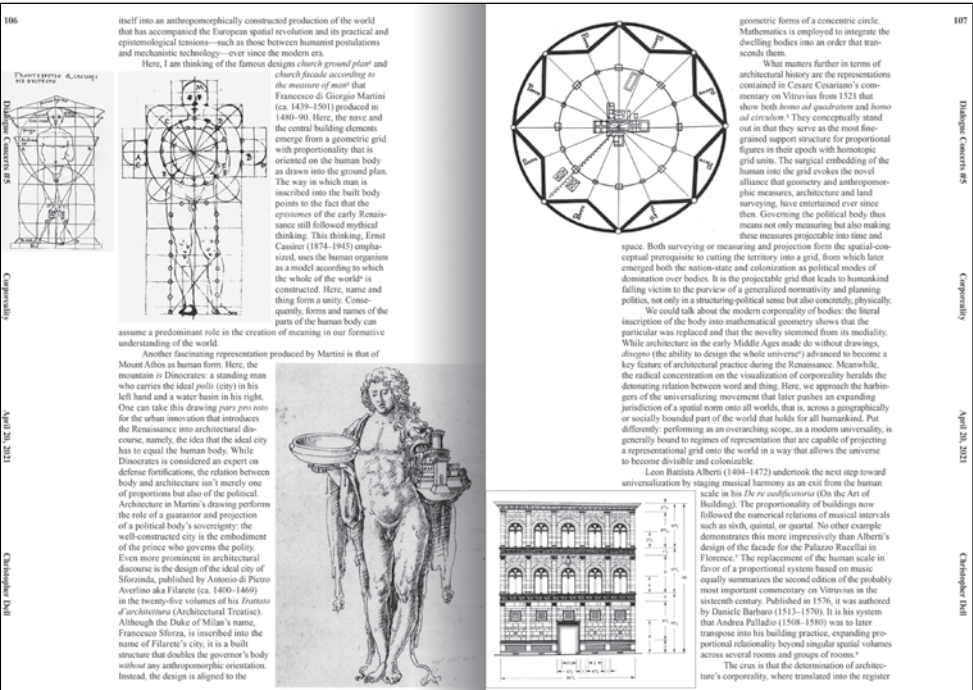 106
itself into an anthropomorphically constructed production of the world
that has accompanied the European spatial revolution and its practical and
epistemological tensions—such as those between humanist postulations
and mechanistic technology—ever since the modern era.
Here, I am thinking of the famous designs church ground plan and
church facade according to
the measure of man that
Francesco di Giorgio Martini
(ca. 1439–1501) produced in
1480–90. Here, the nave and
the central building elements
emerge from a geometric grid
with proportionality that is
oriented on the human body
as drawn into the ground plan.
The way in which man is
inscribed into the built body
points to the fact that the
epistemes of the early Renais-
sance still followed mythical
thinking. This thinking, Ernst
Cassirer (1874–1945) empha-
sized, uses the human organism
as a model according to which
the whole of the world is
constructed. Here, name and
thing form a unity. Conse-
quently, forms and names of the
parts of the human body can
assume a predominant role in the creation of meaning in our formative
understanding of the world.
Another fascinating representation produced by Martini is that of
Mount Athos as human form. Here, the
mountain is Dinocrates: a standing man
who carries the ideal polis (city) in his
left hand and a water basin in his right.
One can take this drawing pars pro toto
for the urban innovation that introduces
the Renaissance into architectural dis-
course, namely, the idea that the ideal city
has to equal the human body. While
Dinocrates is considered an expert on
defense fortifications, the relation between
body and architecture isn't merely one
of proportions but also of the political.
Architecture in Martini's drawing performs
the role of a guarantor and projection
of a political body's sovereignty: the
well-constructed city is the embodiment
of the prince who governs the polity.
Even more prominent in architectural
discourse is the design of the ideal city of
Sforzinda, published by Antonio di Pietro
Averlino aka Filarete (ca. 1400–1469)
in the twenty-five volumes of his Trattato
d'architettura (Architectural Treatise).
Although the Duke of Milan's name,
Francesco Sforza, is inscribed into the
name of Filarete's city, it is a built
structure that doubles the governor's body
without any anthropomorphic orientation.
Instead, the design is aligned to the
Dialogue Concerts #5
Corporeality
April 20, 2021
Christopher Dell
107
geometric forms of a concentric circle.
Mathematics is employed to integrate the
dwelling bodies into an order that tran-
scends them.
What matters further in terms of
architectural history are the representations
contained in Cesare Cesariano's com-
mentary on Vitruvius from 1521 that
show both homo ad quadratum and homo
ad circulum. They conceptually stand
out in that they serve as the most fine-
grained support structure for proportional
figures in their epoch with homotopic
grid units. The surgical embedding of the
human into the grid evokes the novel
alliance that geometry and anthropomor-
phic measures, architecture and land
surveying, have entertained ever since
then. Governing the political body thus
means not only measuring but also making
these measures projectable into time and
space. Both surveying or measuring and projection form the spatial-con-
ceptual prerequisite to cutting the territory into a grid, from which later
emerged both the nation-state and colonization as political modes of
domination over bodies. It is the projectable grid that leads to humankind
falling victim to the purview of a generalized normativity and planning
politics, not only in a structuring-political sense but also concretely, physically.
We could talk about the modern corporeality of bodies: the literal
inscription of the body into mathematical geometry shows that the
particular was replaced and that the novelty stemmed from its mediality.
While architecture in the early Middle Ages made do without drawings,
disegno (the ability to design the whole universe) advanced to become a
key feature of architectural practice during the Renaissance. Meanwhile,
the radical concentration on the visualization of corporeality heralds the
detonating relation between word and thing. Here, we approach the harbin-
gers of the universalizing movement that later pushes an expanding
jurisdiction of a spatial norm onto all worlds, that is, across a geographically
or socially bounded part of the world that holds for all humankind. Put
differently: performing as an overarching scope, as a modern universality, is
generally bound to regimes of representation that are capable of projecting
a representational grid onto the world in a way that allows the universe
to become divisible and colonizable.
Leon Battista Alberti (1404–1472) undertook the next step toward
universalization by staging musical harmony as an exit from the human
scale in his De re aedificatoria (On the Art of
Building). The proportionality of buildings now
followed the numerical relations of musical intervals
such as sixth, quintal, or quartal. No other example
demonstrates this more impressively than Alberti's
design of the facade for the Palazzo Rucellai in
Florence. The replacement of the human scale in
favor of a proportional system based on music
equally summarizes the second edition of the probably
most important commentary on Vitruvius in the
sixteenth century. Published in 1576, it was authored
by Daniele Barbaro (1513–1570). It is his system
that Andrea Palladio (1508–1580) was to later
transpose into his building practice, expanding pro-
portional relationality beyond singular spatial volumes
across several rooms and groups of rooms.
The crux is that the determination of architec-
ture's corporeality, where translated into the register
Dialogue Concerts #5
Corporeality
April 20, 2021
Christopher Dell